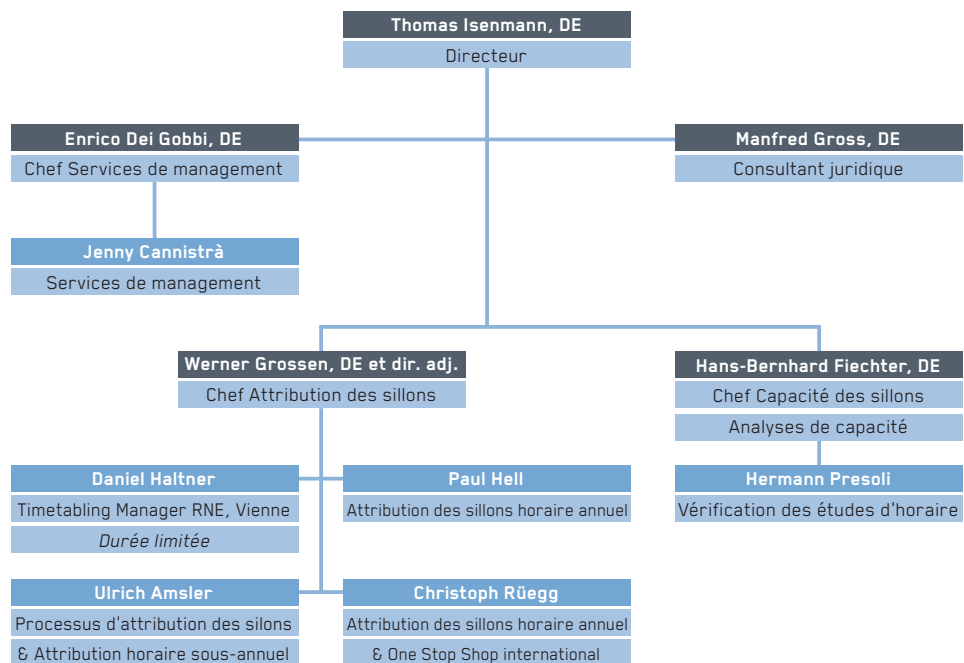 Thomas Isenmann, DE
Directeur
Enrico Dei Gobbi, DE
Chef Services de management
Manfred Gross, DE
Consultant juridique
Jenny Cannistrà
Services de management
Werner Grossen, DE et dir. adj.
Chef Attribution des sillons
Hans-Bernhard Fiechter, DE
Chef Capacité des sillons
Analyses de capacité
Daniel Haltner
Timetabling Manager RNE, Vienne
Durée limitée
Paul Hell
Attribution des sillons horaire annuel
Hermann Presoli
Vérification des études d'horaire
Ulrich Amsler
Processus d'attribution des silons
& Attribution horaire sous-annuel
Christoph Rüegg
Attribution des sillons horaire annuel
& One Stop Shop international